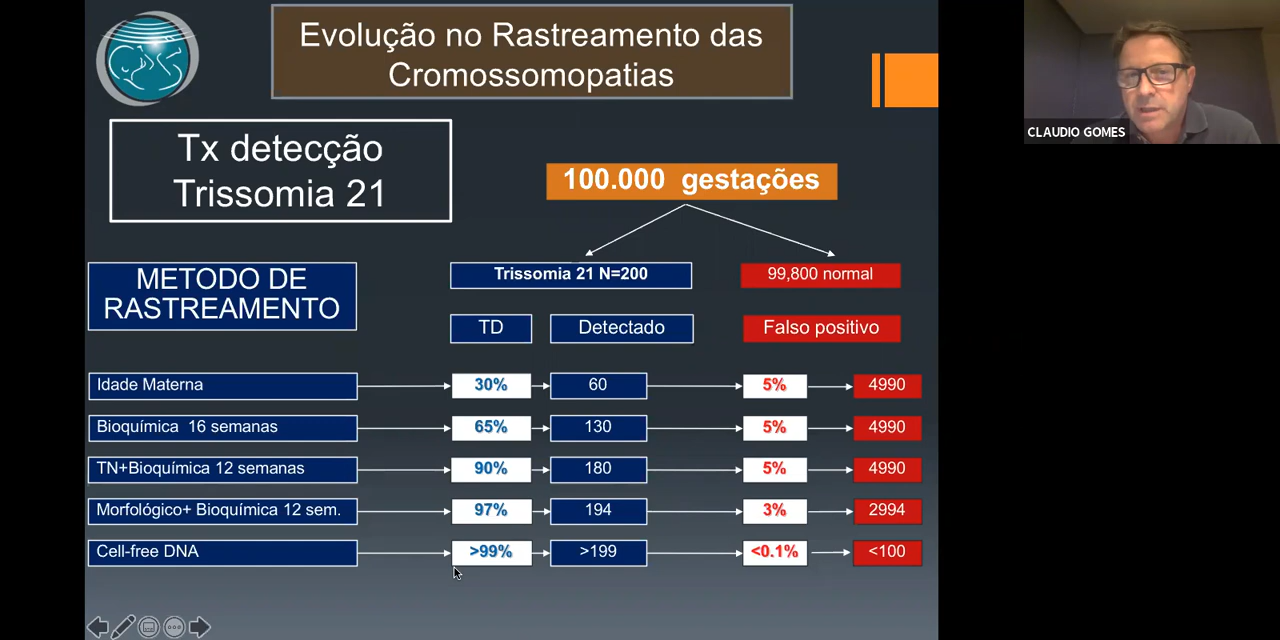 Evolução no Rastreamento das
Cromossomopatias
CLAUDIO GOMES
Tx detecção
Trissomia 21
100.000 gestações
METODO DE
RASTREAMENTO
Trissomia 21 N=200
99,800 normal
TD
Detectado
Falso positivo
Idade Materna 30% 60 5% 4990
Bioquímica 16 semanas 65% 130 5% 4990
TN+Bioquímica 12 semanas 90% 180 5% 4990
Morfológico+ Bioquímica 12 sem. 97% 194 3% 2994
Cell-free DNA >99% >199 <0.1% <100